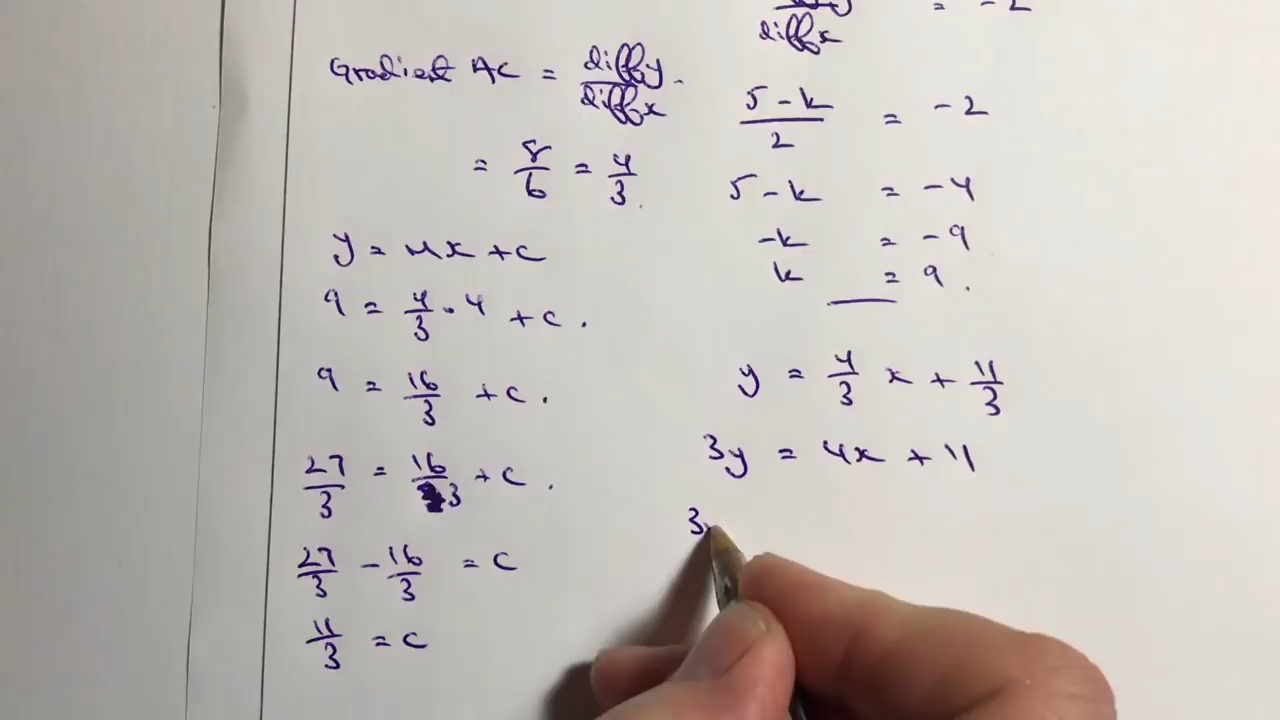 Gradient AC = diffy/diffx
= 8/6 = 4/3.
y = mx + c
9 = 4/3 · 4 + c.
9 = 16/3 + c.
27/3 = 16/3 + c.
27/3 - 16/3 = c
11/3 = c
diffx = -2
5-k/2 = -2
5-k = -4
-k = -9
k = 9.
y = 4/3 x + 11/3
3y = 4x + 11
3